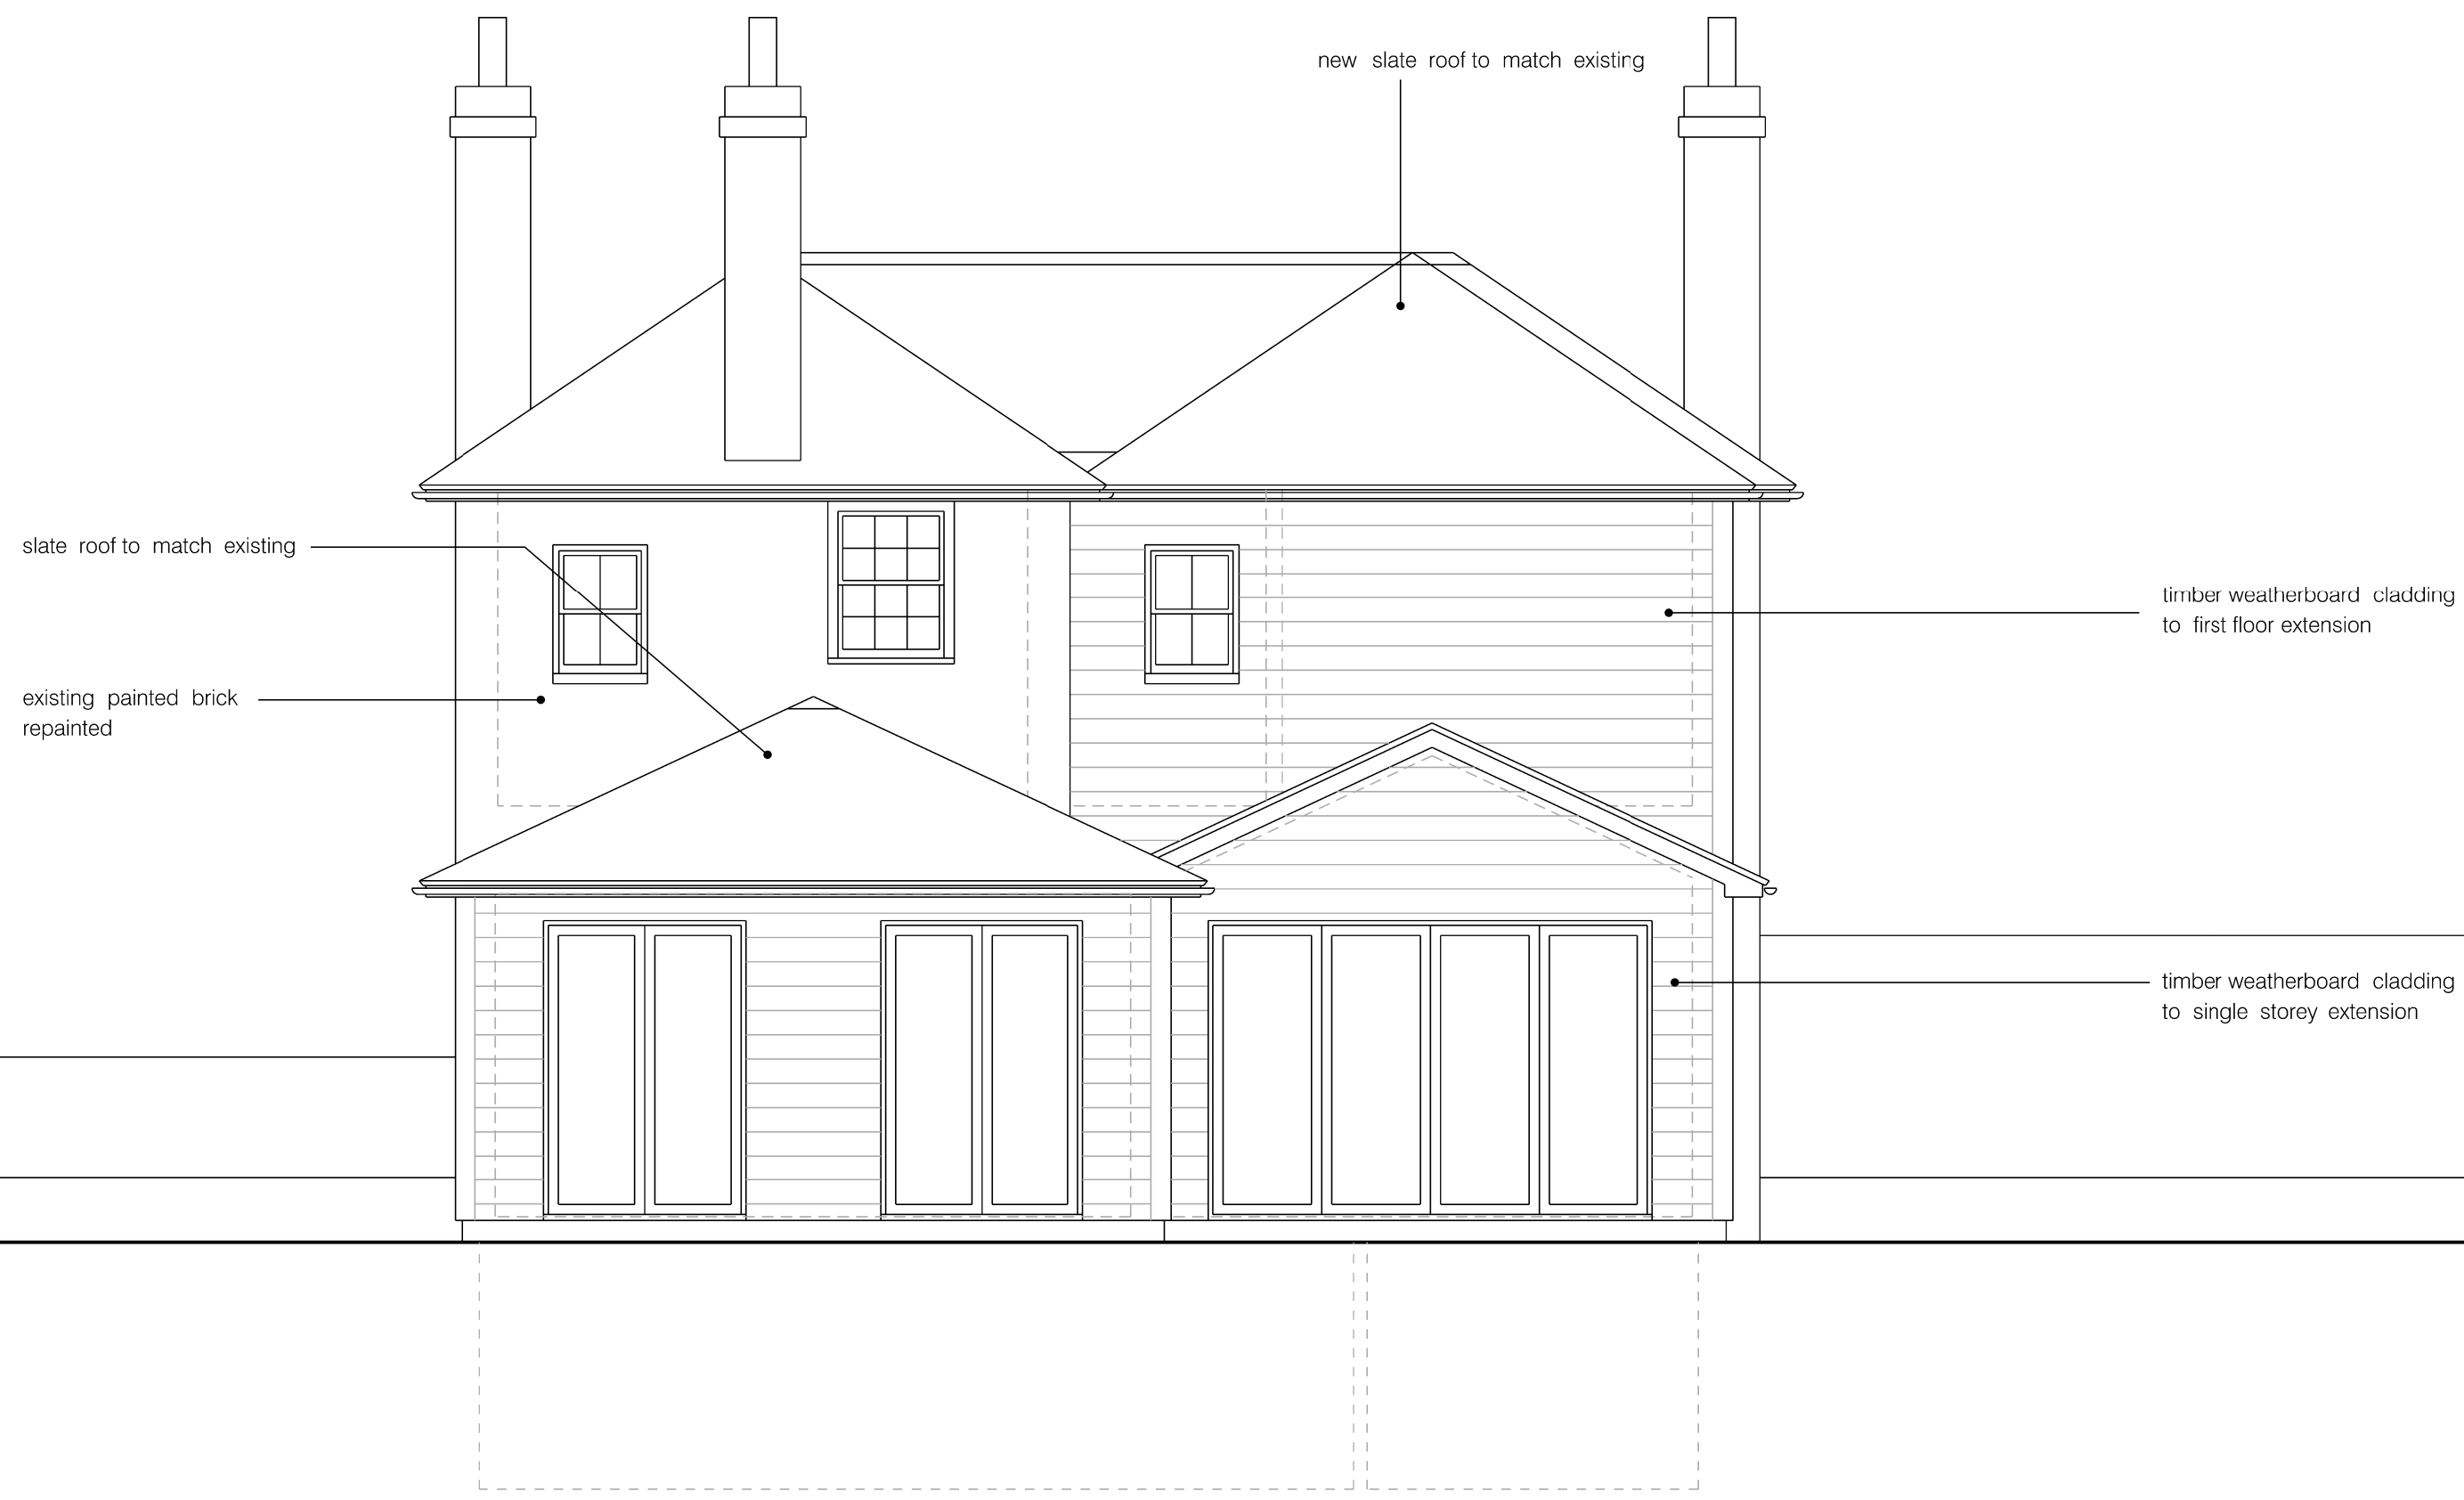 new slate roof to match existing
slate roof to match existing
existing painted brick
repainted
timber weatherboard cladding
to first floor extension
timber weatherboard cladding
to single storey extension